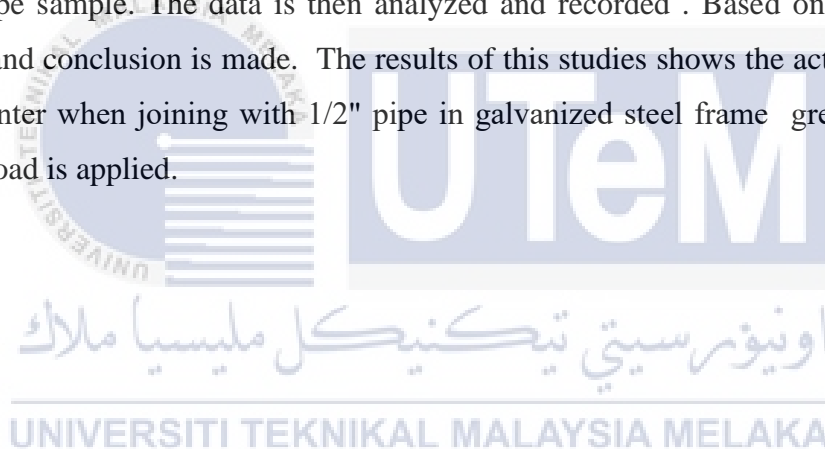 pe sample. The data is then analyzed and recorded . Based on
and conclusion is made. The results of this studies shows the act
nter when joining with 1/2" pipe in galvanized steel frame gre
oad is applied.
UTeM
اونيۏرسيتي تيكنيكل مليسيا ملاك
UNIVERSITI TEKNIKAL MALAYSIA MELAKA